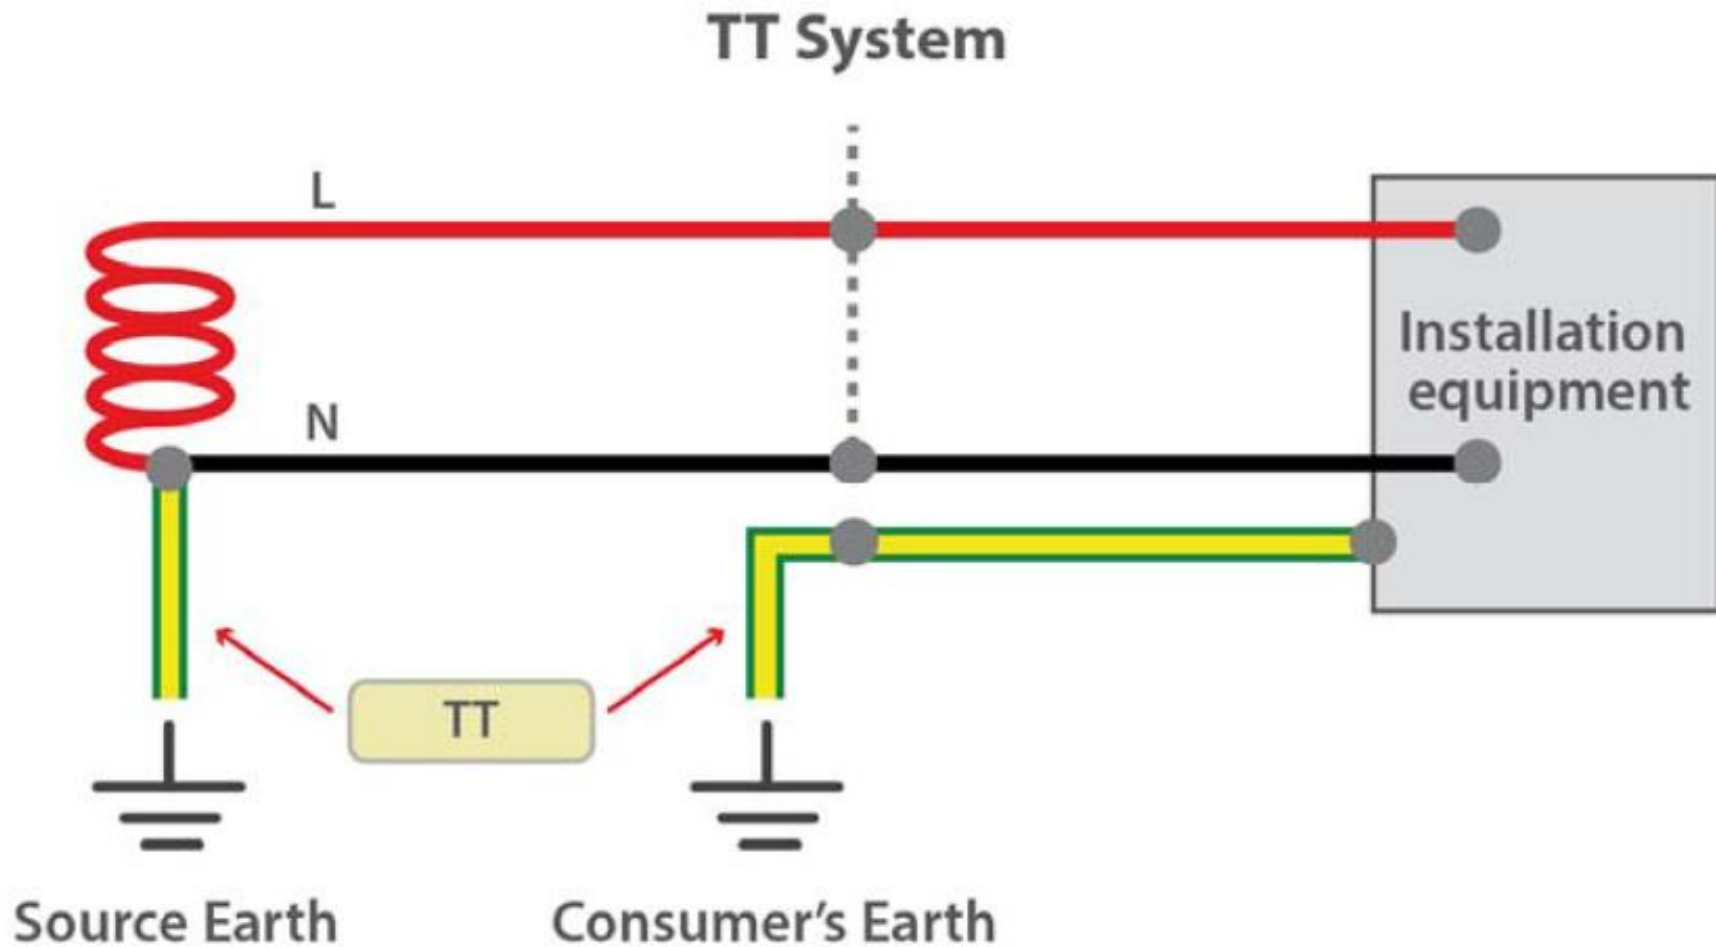 TT System
L
N
Installation
equipment
TT
Source Earth
Consumer's Earth